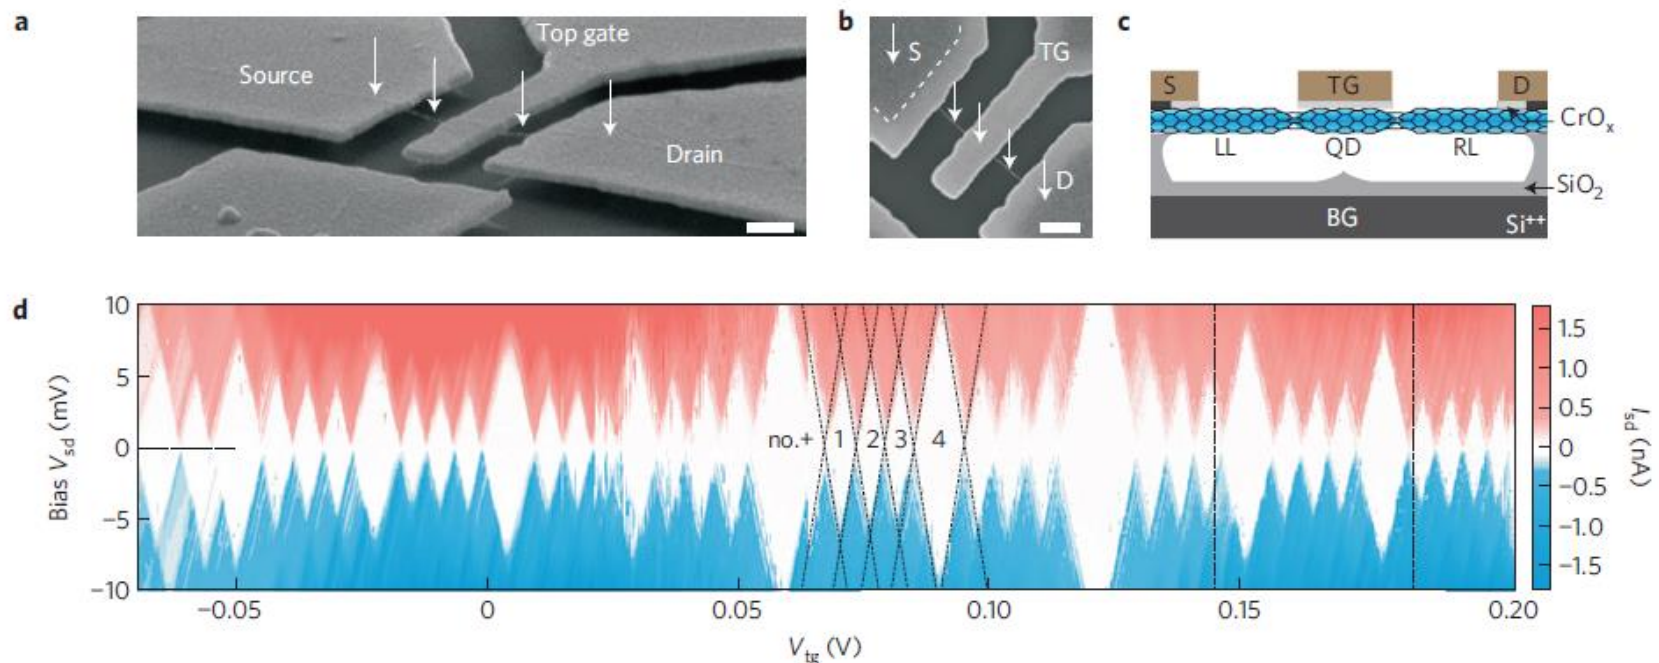 a
Source
Top gate
Drain
b
S
TG
D
c
S TG D
CrOₓ
LL QD RL
SiO₂
BG Si⁺⁺
d
Bias Vsd (mV)
10
5
0
−5
−10
no.+ 1 2 3 4
−0.05 0 0.05 0.10 0.15 0.20
Vtg (V)
1.5
1.0
0.5
0
−0.5
−1.0
−1.5
Isd (nA)